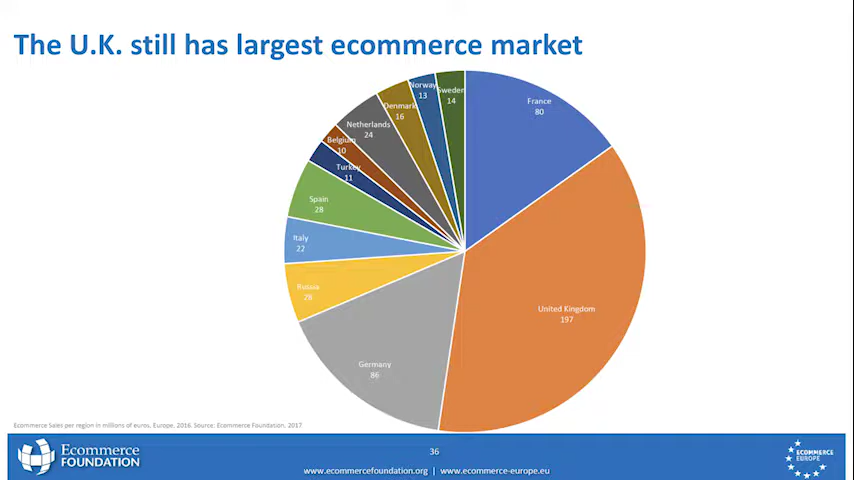 The U.K. still has largest ecommerce market
France
80
United Kingdom
197
Germany
86
Russia
28
Italy
22
Spain
28
Turkey
11
Belgium
10
Netherlands
24
Denmark
16
Norway
13
Sweden
14
Ecommerce Sales per region in millions of euros, Europe, 2016. Source: Ecommerce Foundation, 2017
Ecommerce
FOUNDATION
36
www.ecommercefoundation.org | www.ecommerce-europe.eu
ECOMMERCE
EUROPE